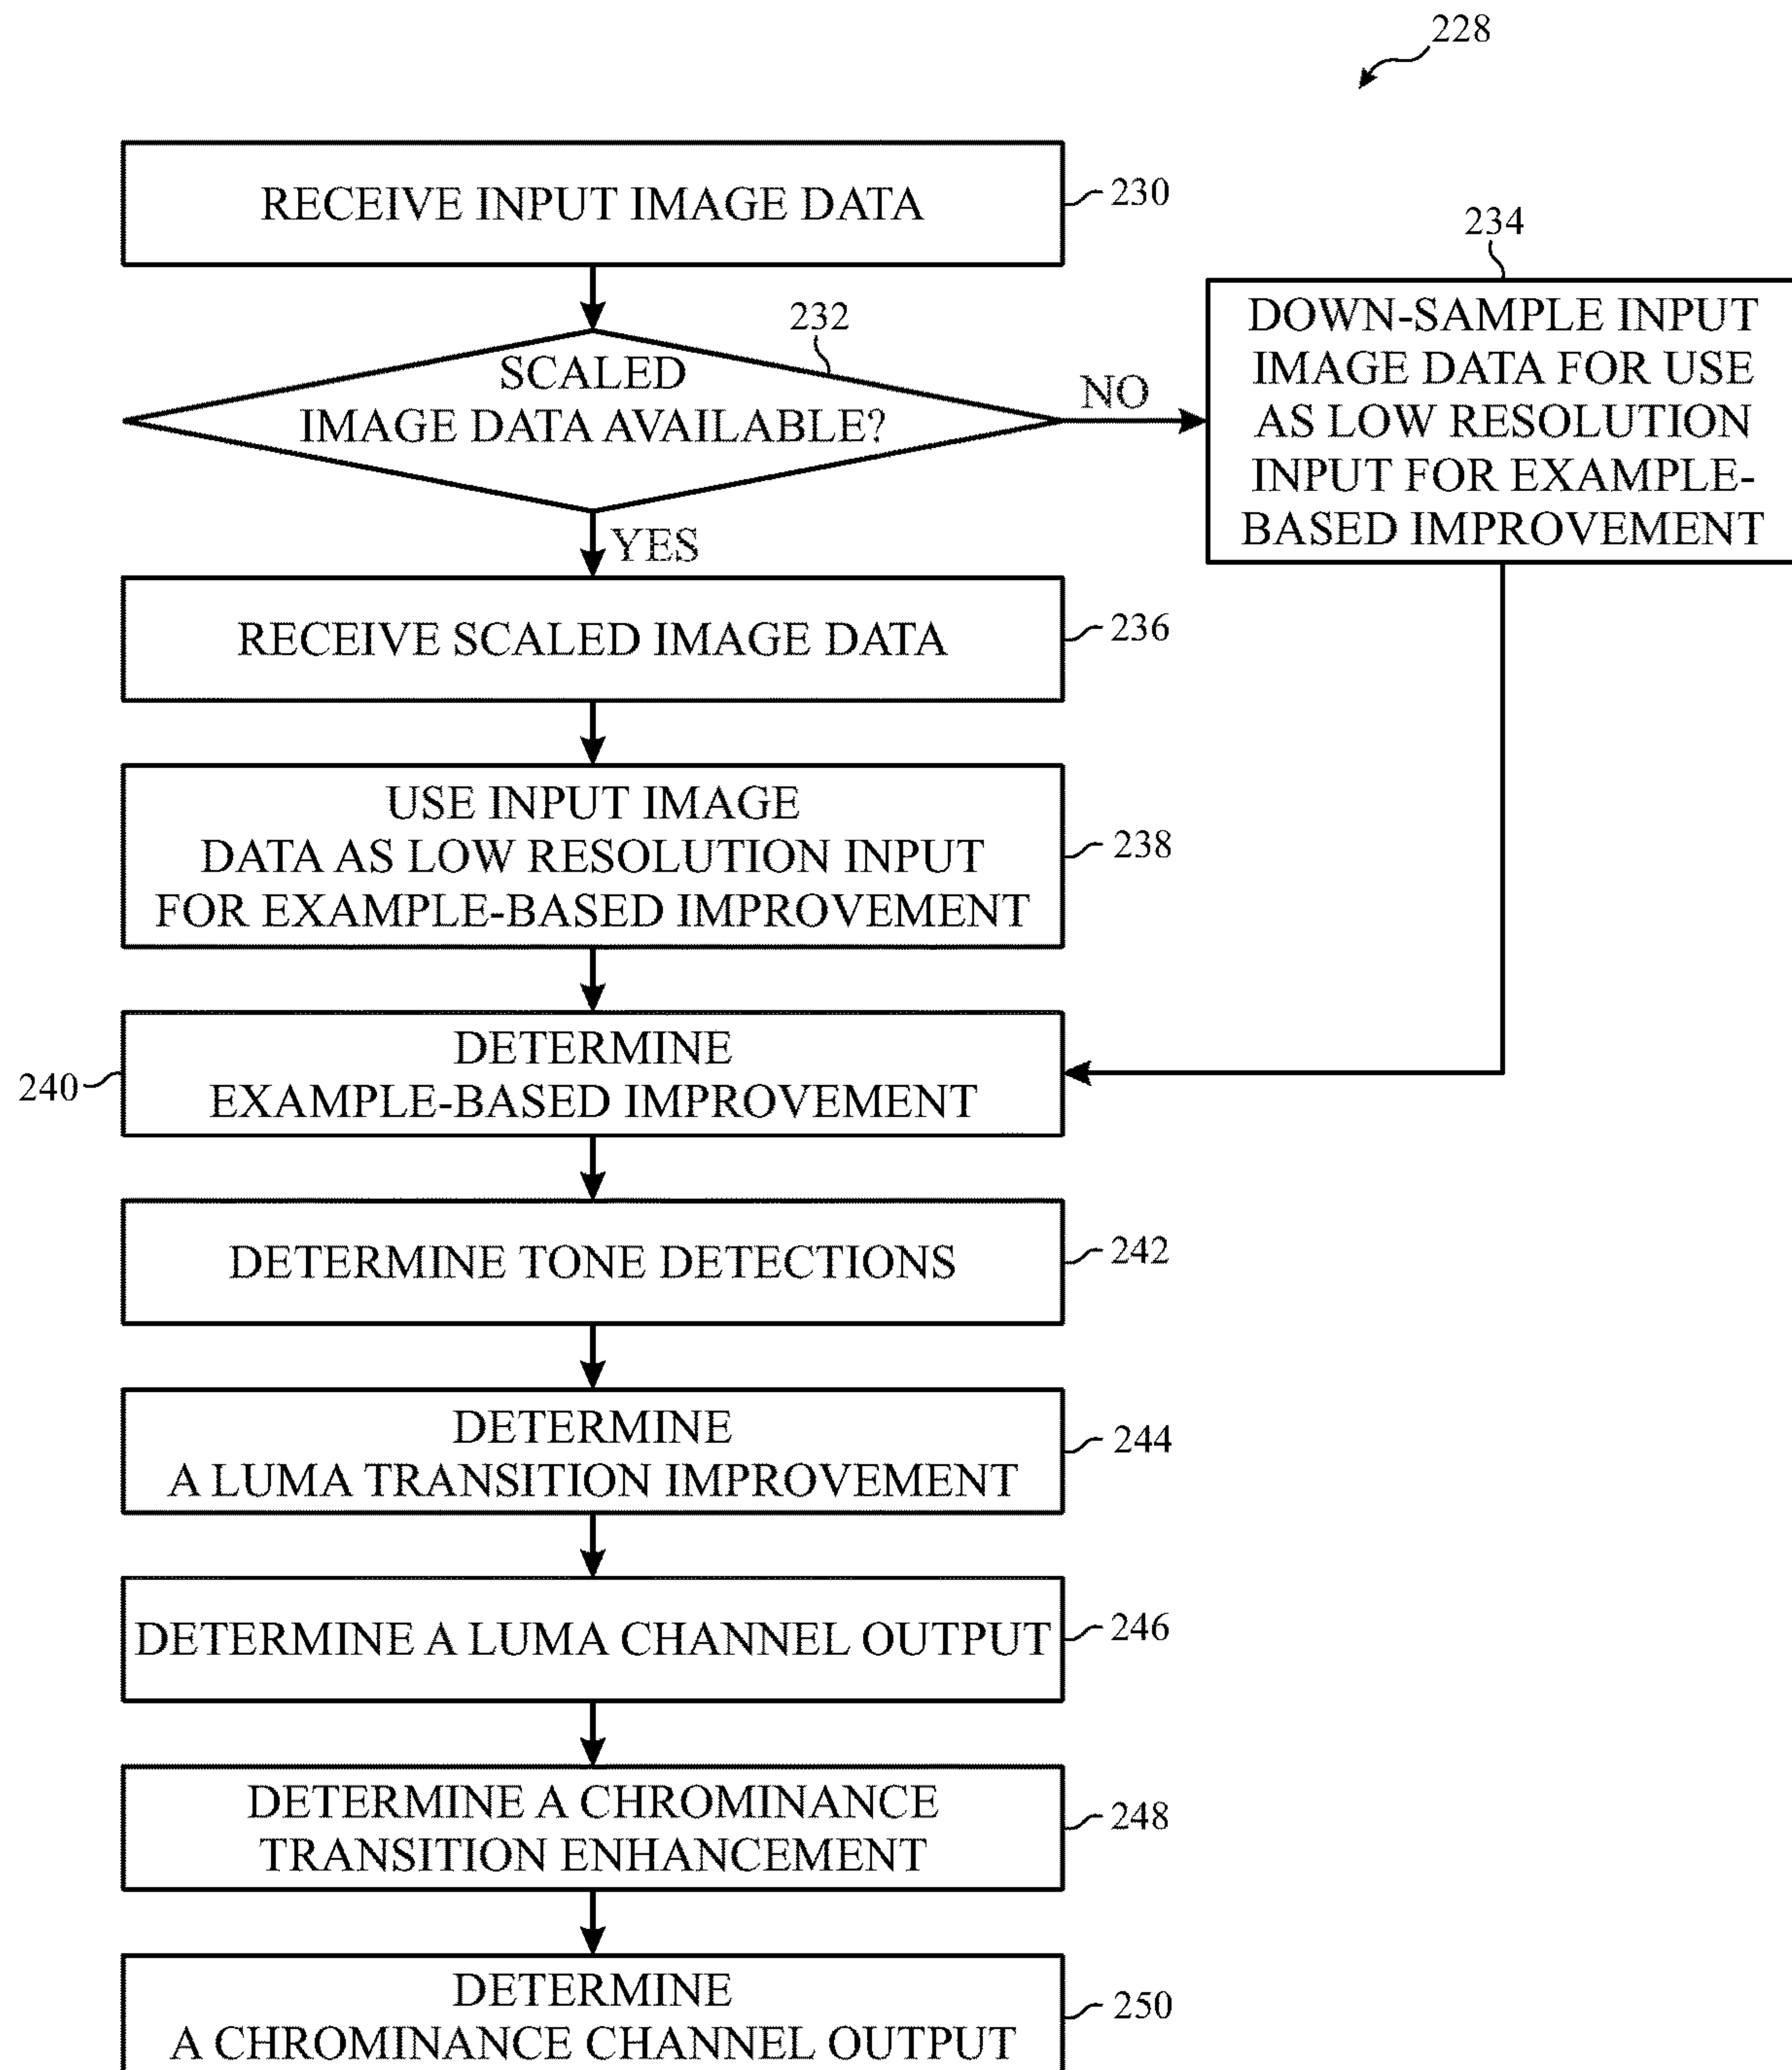 228
RECEIVE INPUT IMAGE DATA
230
232
SCALED
IMAGE DATA AVAILABLE?
NO
234
DOWN-SAMPLE INPUT
IMAGE DATA FOR USE
AS LOW RESOLUTION
INPUT FOR EXAMPLE-
BASED IMPROVEMENT
YES
RECEIVE SCALED IMAGE DATA
236
USE INPUT IMAGE
DATA AS LOW RESOLUTION INPUT
FOR EXAMPLE-BASED IMPROVEMENT
238
240
DETERMINE
EXAMPLE-BASED IMPROVEMENT
DETERMINE TONE DETECTIONS
242
DETERMINE
A LUMA TRANSITION IMPROVEMENT
244
DETERMINE A LUMA CHANNEL OUTPUT
246
DETERMINE A CHROMINANCE
TRANSITION ENHANCEMENT
248
DETERMINE
A CHROMINANCE CHANNEL OUTPUT
250